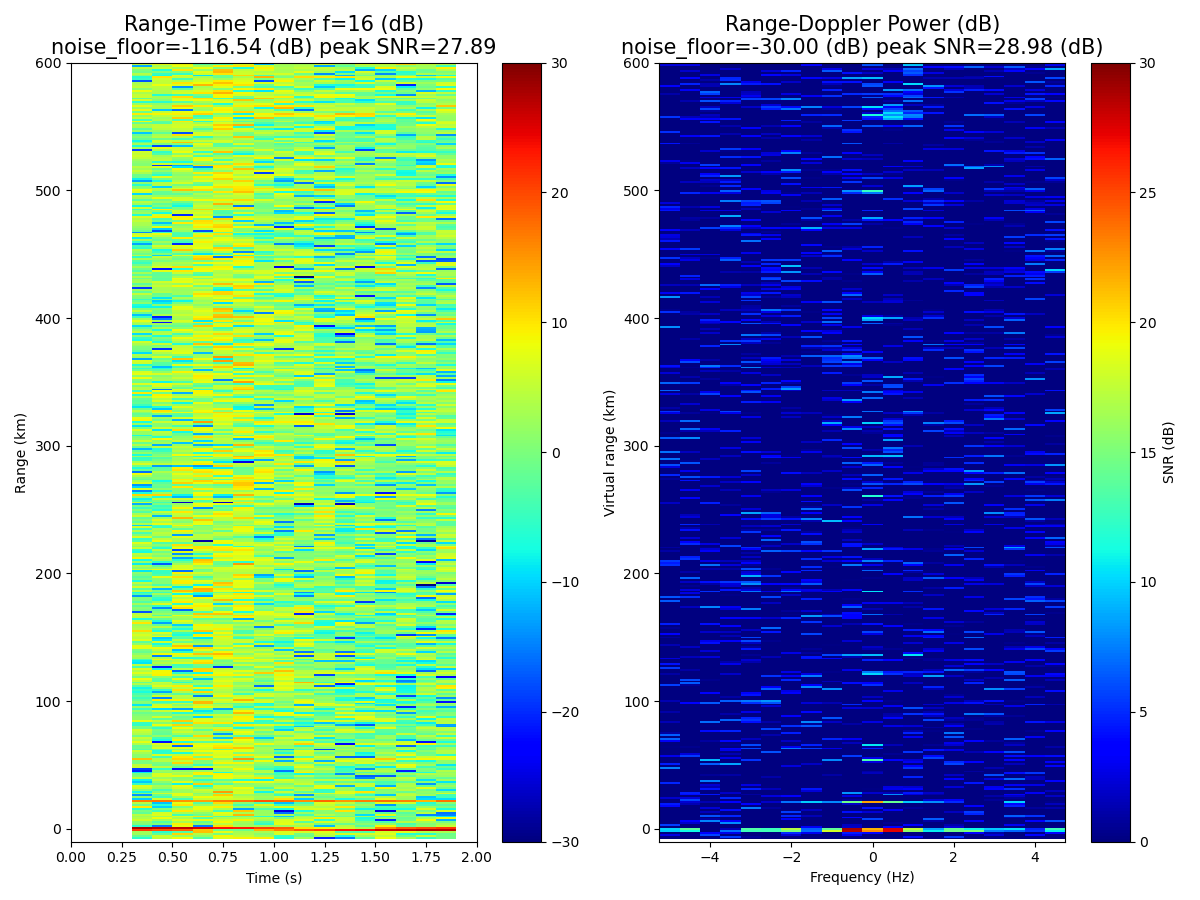 Range-Time Power f=16 (dB)
noise_floor=-116.54 (dB) peak SNR=27.89
Range-Doppler Power (dB)
noise_floor=-30.00 (dB) peak SNR=28.98 (dB)
600
500
400
300
200
100
0
Range (km)
0.00 0.25 0.50 0.75 1.00 1.25 1.50 1.75 2.00
Time (s)
30
20
10
0
−10
−20
−30
600
500
400
300
200
100
0
Virtual range (km)
−4 −2 0 2 4
Frequency (Hz)
30
25
20
15
10
5
0
SNR (dB)